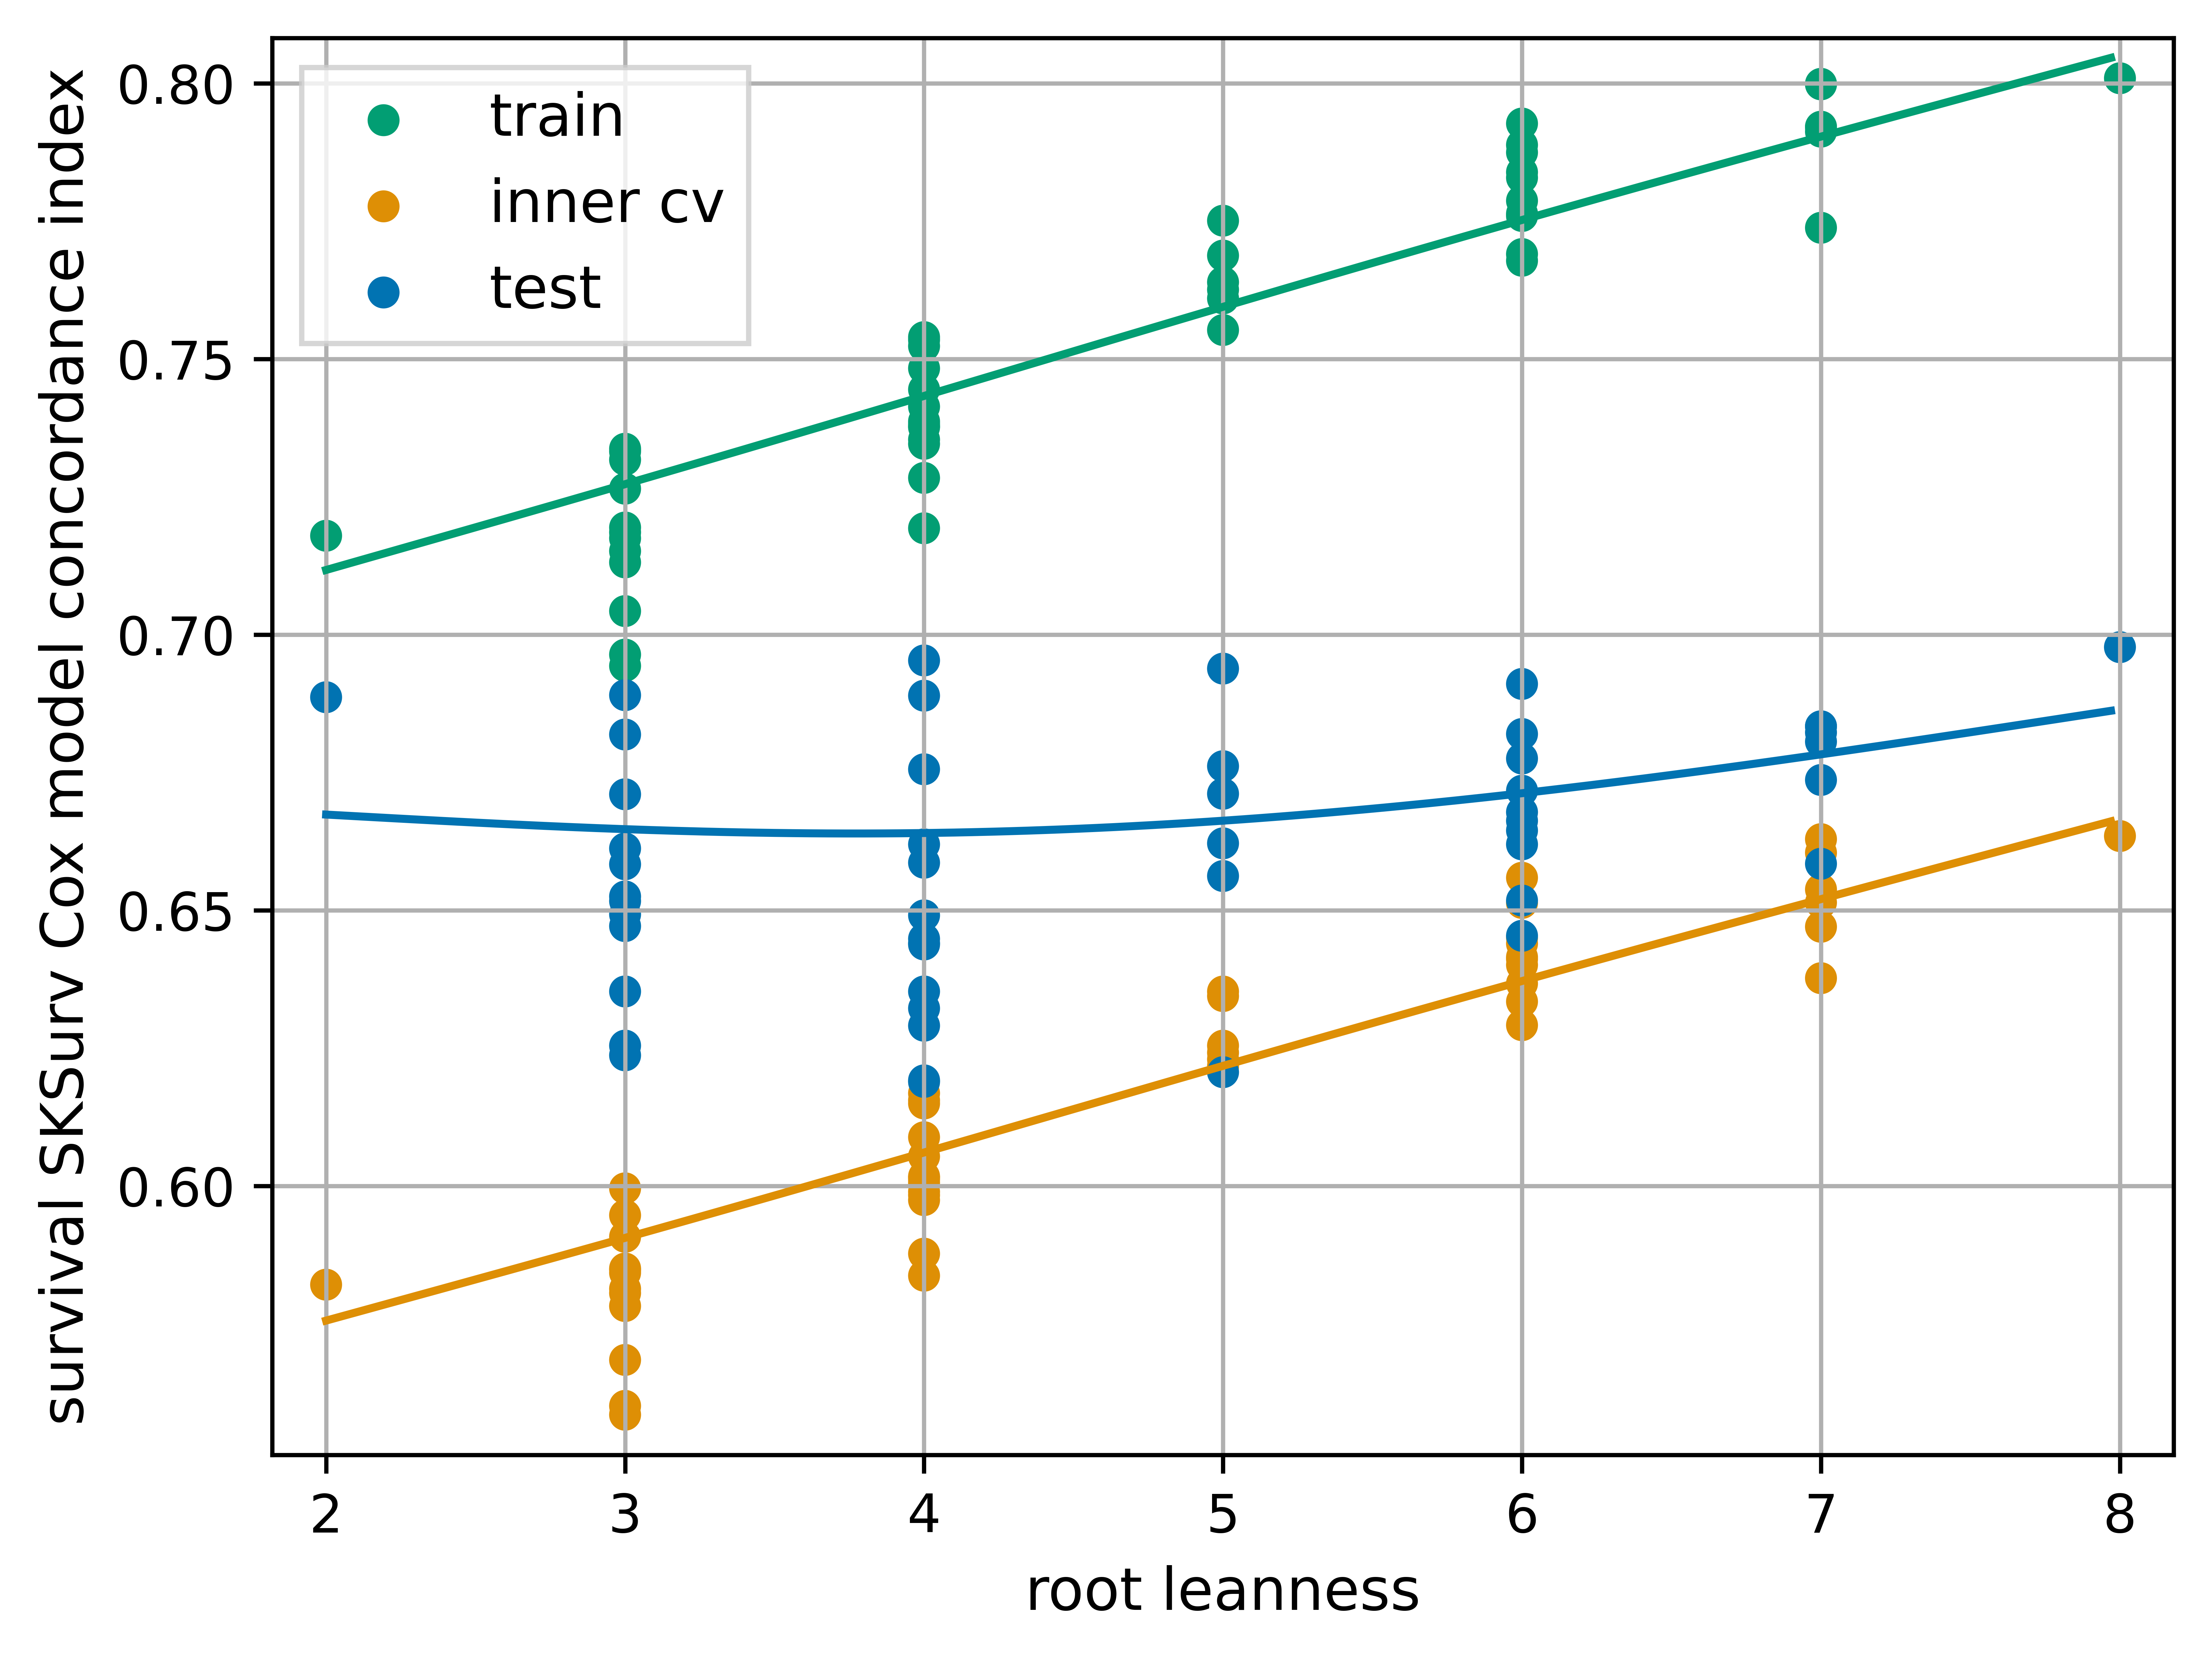 survival SKSurv Cox model concordance index
0.80
0.75
0.70
0.65
0.60
train
inner cv
test
2 3 4 5 6 7 8
root leanness